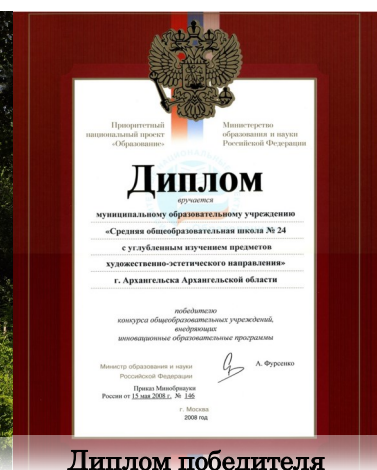 Приоритетный
национальный проект
«Образование»
Министерство
образования и науки
Российской Федерации
Диплом
вручается
муниципальному образовательному учреждению
«Средняя общеобразовательная школа № 24
с углубленным изучением предметов
художественно-эстетического направления»
г. Архангельска Архангельской области
победителю
конкурса общеобразовательных учреждений,
внедряющих
инновационные образовательные программы
Министр образования и науки
Российской Федерации
А. Фурсенко
Приказ Минобрнауки
России от 15 мая 2008 г. № 146
г. Москва
2008 год
Диплом победителя